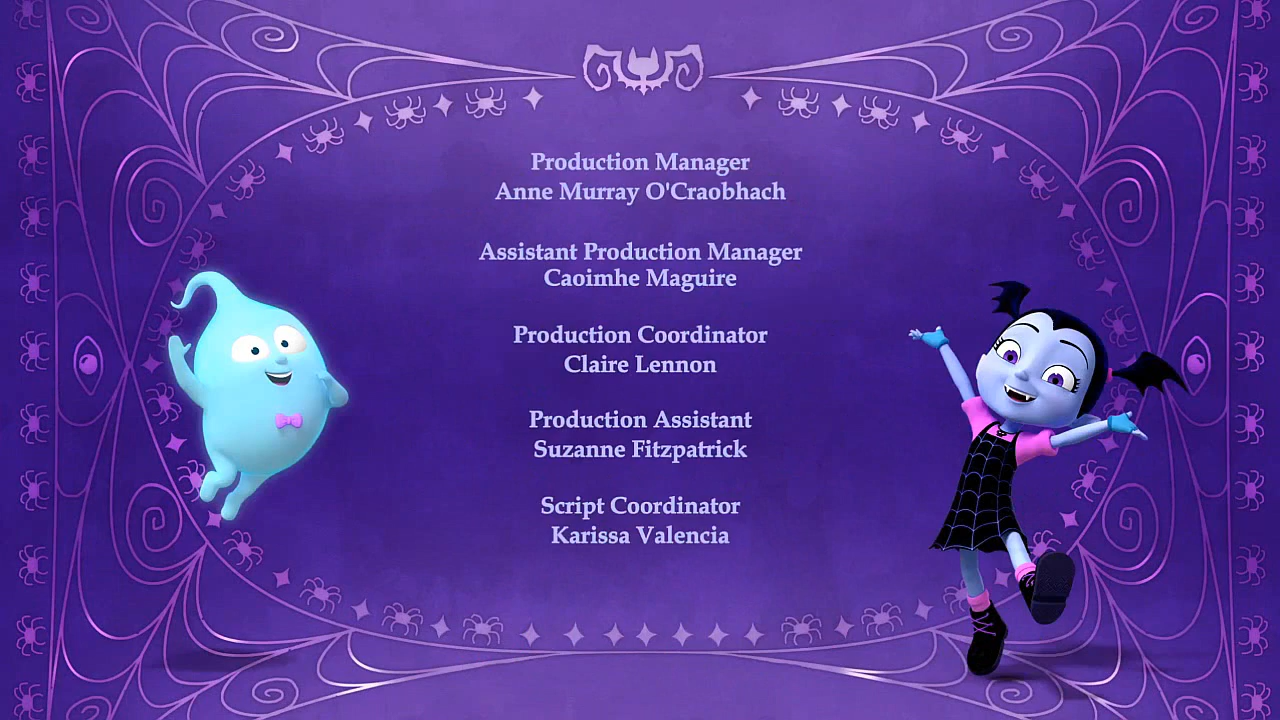 Production Manager
Anne Murray O'Craobhach
Assistant Production Manager
Caoimhe Maguire
Production Coordinator
Claire Lennon
Production Assistant
Suzanne Fitzpatrick
Script Coordinator
Karissa Valencia